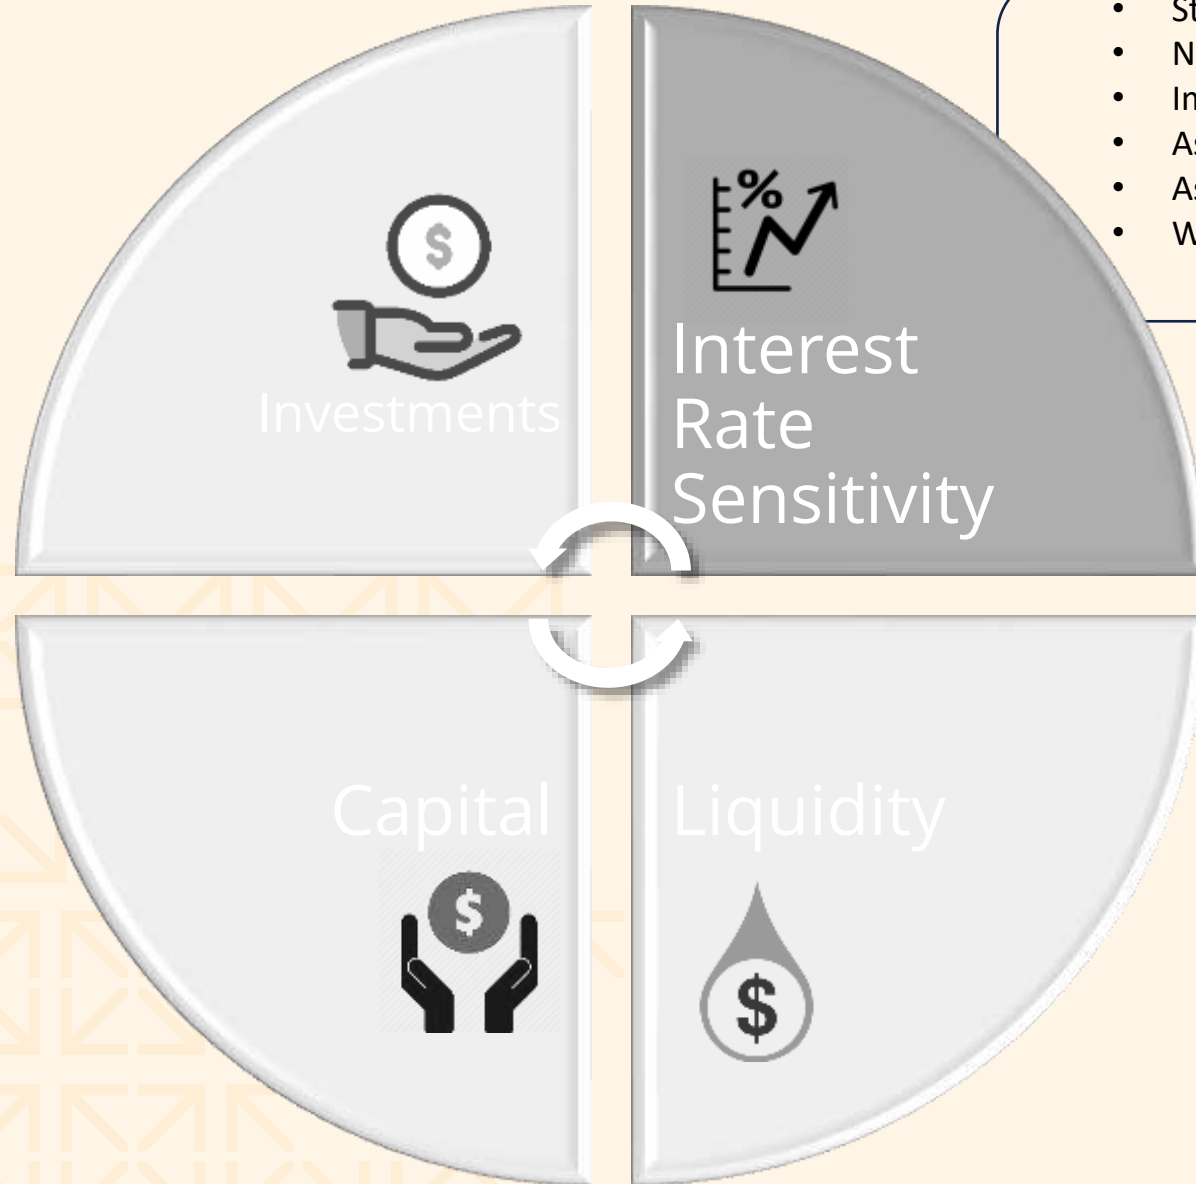 Investments
$
%
Interest
Rate
Sensitivity
Capital
$
Liquidity
$